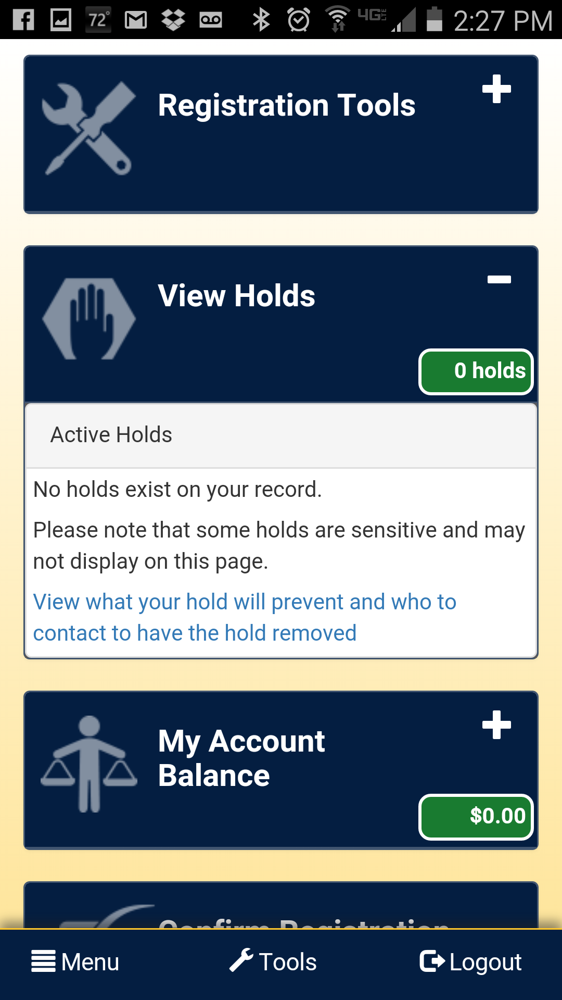 72° 4G LTE 2:27 PM
Registration Tools
View Holds
0 holds
Active Holds
No holds exist on your record.
Please note that some holds are sensitive and may
not display on this page.
View what your hold will prevent and who to
contact to have the hold removed
My Account
Balance
$0.00
Confirm Registration
Menu Tools Logout